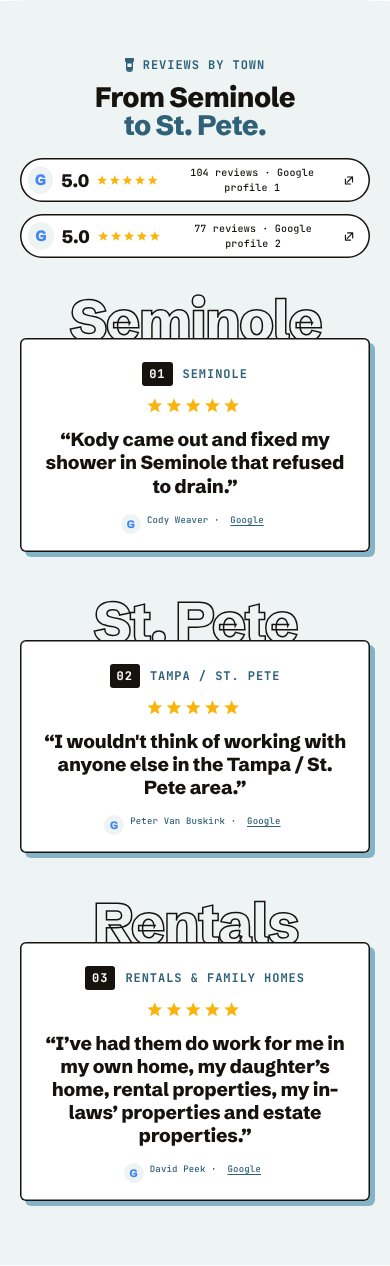 REVIEWS BY TOWN
From Seminole
to St. Pete.
G 5.0 ★★★★★ 104 reviews · Google
profile 1
G 5.0 ★★★★★ 77 reviews · Google
profile 2
Seminole
01 SEMINOLE
★★★★★
“Kody came out and fixed my
shower in Seminole that refused
to drain.”
G Cody Weaver · Google
St. Pete
02 TAMPA / ST. PETE
★★★★★
“I wouldn't think of working with
anyone else in the Tampa / St.
Pete area.”
G Peter Van Buskirk · Google
Rentals
03 RENTALS & FAMILY HOMES
★★★★★
“I’ve had them do work for me in
my own home, my daughter’s
home, rental properties, my in-
laws’ properties and estate
properties.”
G David Peek · Google